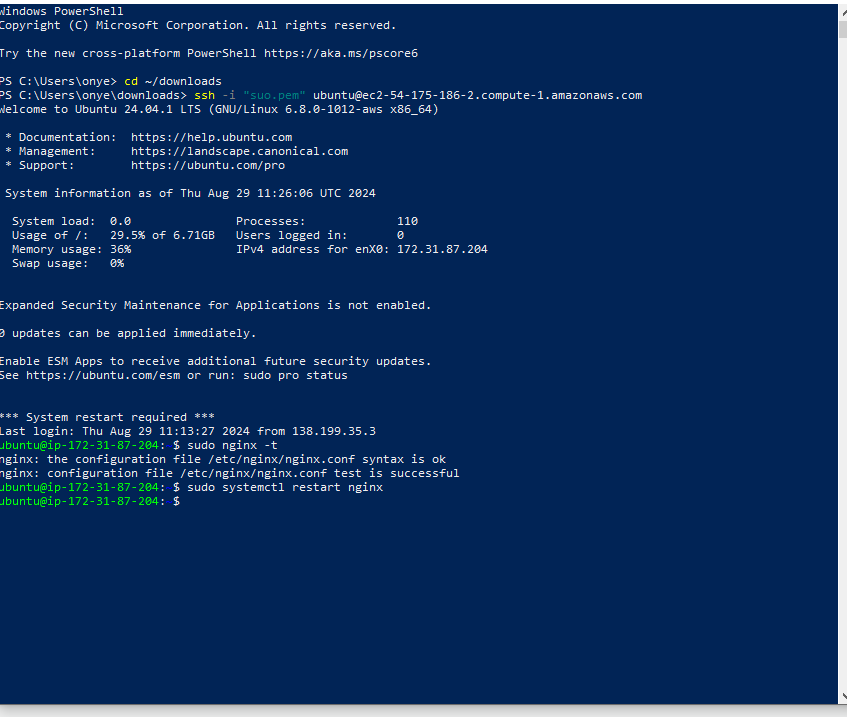 Windows PowerShell
Copyright (C) Microsoft Corporation. All rights reserved.
Try the new cross-platform PowerShell https://aka.ms/pscore6
PS C:\Users\onye> cd ~/downloads
PS C:\Users\onye\downloads> ssh -i "suo.pem" ubuntu@ec2-54-175-186-2.compute-1.amazonaws.com
Welcome to Ubuntu 24.04.1 LTS (GNU/Linux 6.8.0-1012-aws x86_64)
* Documentation:  https://help.ubuntu.com
* Management:     https://landscape.canonical.com
* Support:        https://ubuntu.com/pro
System information as of Thu Aug 29 11:26:06 UTC 2024
System load:  0.0               Processes:             110
Usage of /:   29.5% of 6.71GB   Users logged in:       0
Memory usage: 36%               IPv4 address for enX0: 172.31.87.204
Swap usage:   0%
Expanded Security Maintenance for Applications is not enabled.
0 updates can be applied immediately.
Enable ESM Apps to receive additional future security updates.
See https://ubuntu.com/esm or run: sudo pro status
*** System restart required ***
Last login: Thu Aug 29 11:13:27 2024 from 138.199.35.3
ubuntu@ip-172-31-87-204: $ sudo nginx -t
nginx: the configuration file /etc/nginx/nginx.conf syntax is ok
nginx: configuration file /etc/nginx/nginx.conf test is successful
ubuntu@ip-172-31-87-204: $ sudo systemctl restart nginx
ubuntu@ip-172-31-87-204: $